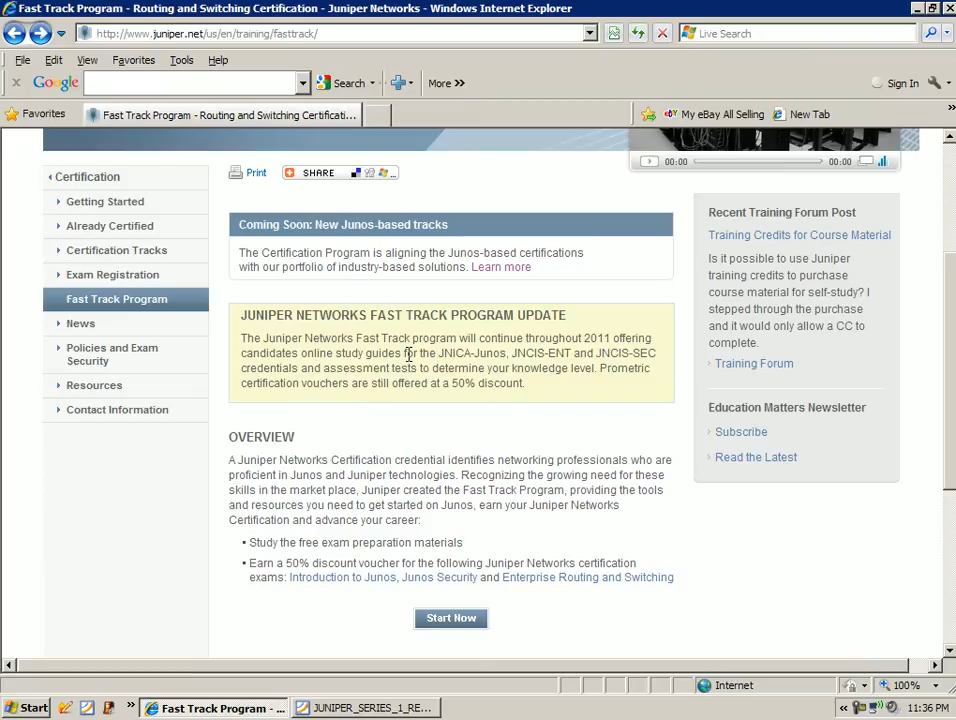 Fast Track Program - Routing and Switching Certification - Juniper Networks - Windows Internet Explorer
http://www.juniper.net/us/en/training/fasttrack/
Live Search
File Edit View Favorites Tools Help
Google Search More >> Sign In
Favorites Fast Track Program - Routing and Switching Certificati... My eBay All Selling New Tab
00:00 00:00
Certification
Getting Started
Already Certified
Certification Tracks
Exam Registration
Fast Track Program
News
Policies and Exam
Security
Resources
Contact Information
Print SHARE ...
Coming Soon: New Junos-based tracks
The Certification Program is aligning the Junos-based certifications
with our portfolio of industry-based solutions. Learn more
JUNIPER NETWORKS FAST TRACK PROGRAM UPDATE
The Juniper Networks Fast Track program will continue throughout 2011 offering
candidates online study guides for the JNICA-Junos, JNCIS-ENT and JNCIS-SEC
credentials and assessment tests to determine your knowledge level. Prometric
certification vouchers are still offered at a 50% discount.
OVERVIEW
A Juniper Networks Certification credential identifies networking professionals who are
proficient in Junos and Juniper technologies. Recognizing the growing need for these
skills in the market place, Juniper created the Fast Track Program, providing the tools
and resources you need to get started on Junos, earn your Juniper Networks
Certification and advance your career:
• Study the free exam preparation materials
• Earn a 50% discount voucher for the following Juniper Networks certification
exams: Introduction to Junos, Junos Security and Enterprise Routing and Switching
Start Now
Recent Training Forum Post
Training Credits for Course Material
Is it possible to use Juniper
training credits to purchase
course material for self-study? I
stepped through the purchase
and it would only allow a CC to
complete.
Training Forum
Education Matters Newsletter
Subscribe
Read the Latest
Internet 100%
Start Fast Track Program - ... JUNIPER_SERIES_1_RE... 11:36 PM